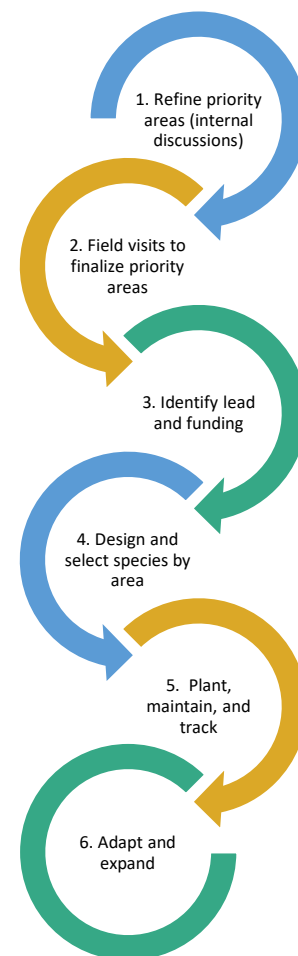 1. Refine priority
areas (internal
discussions)
2. Field visits to
finalize priority
areas
3. Identify lead
and funding
4. Design and
select species by
area
5.  Plant,
maintain, and
track
6. Adapt and
expand